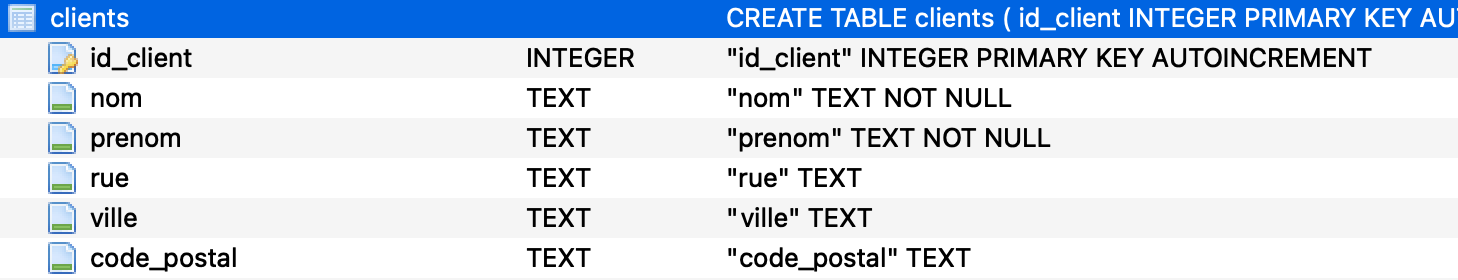 clients CREATE TABLE clients ( id_client INTEGER PRIMARY KEY AU
id_client INTEGER "id_client" INTEGER PRIMARY KEY AUTOINCREMENT
nom TEXT "nom" TEXT NOT NULL
prenom TEXT "prenom" TEXT NOT NULL
rue TEXT "rue" TEXT
ville TEXT "ville" TEXT
code_postal TEXT "code_postal" TEXT